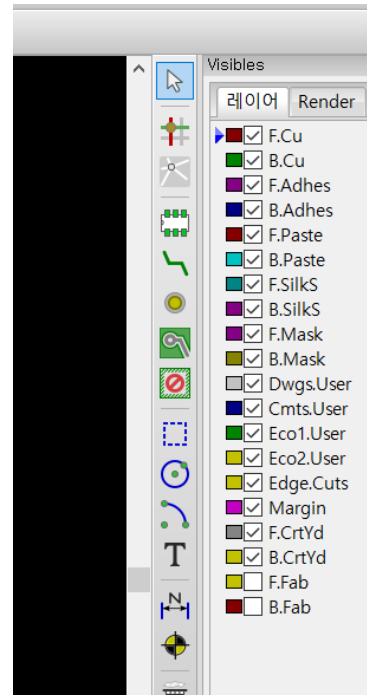 Visibles
레이어 Render
F.Cu
B.Cu
F.Adhes
B.Adhes
F.Paste
B.Paste
F.SilkS
B.SilkS
F.Mask
B.Mask
Dwgs.User
Cmts.User
Eco1.User
Eco2.User
Edge.Cuts
Margin
F.CrtYd
B.CrtYd
F.Fab
B.Fab
T
N